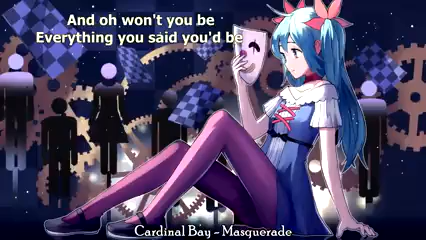 And oh won't you be
Everything you said you'd be
Cardinal Bay - Masquerade